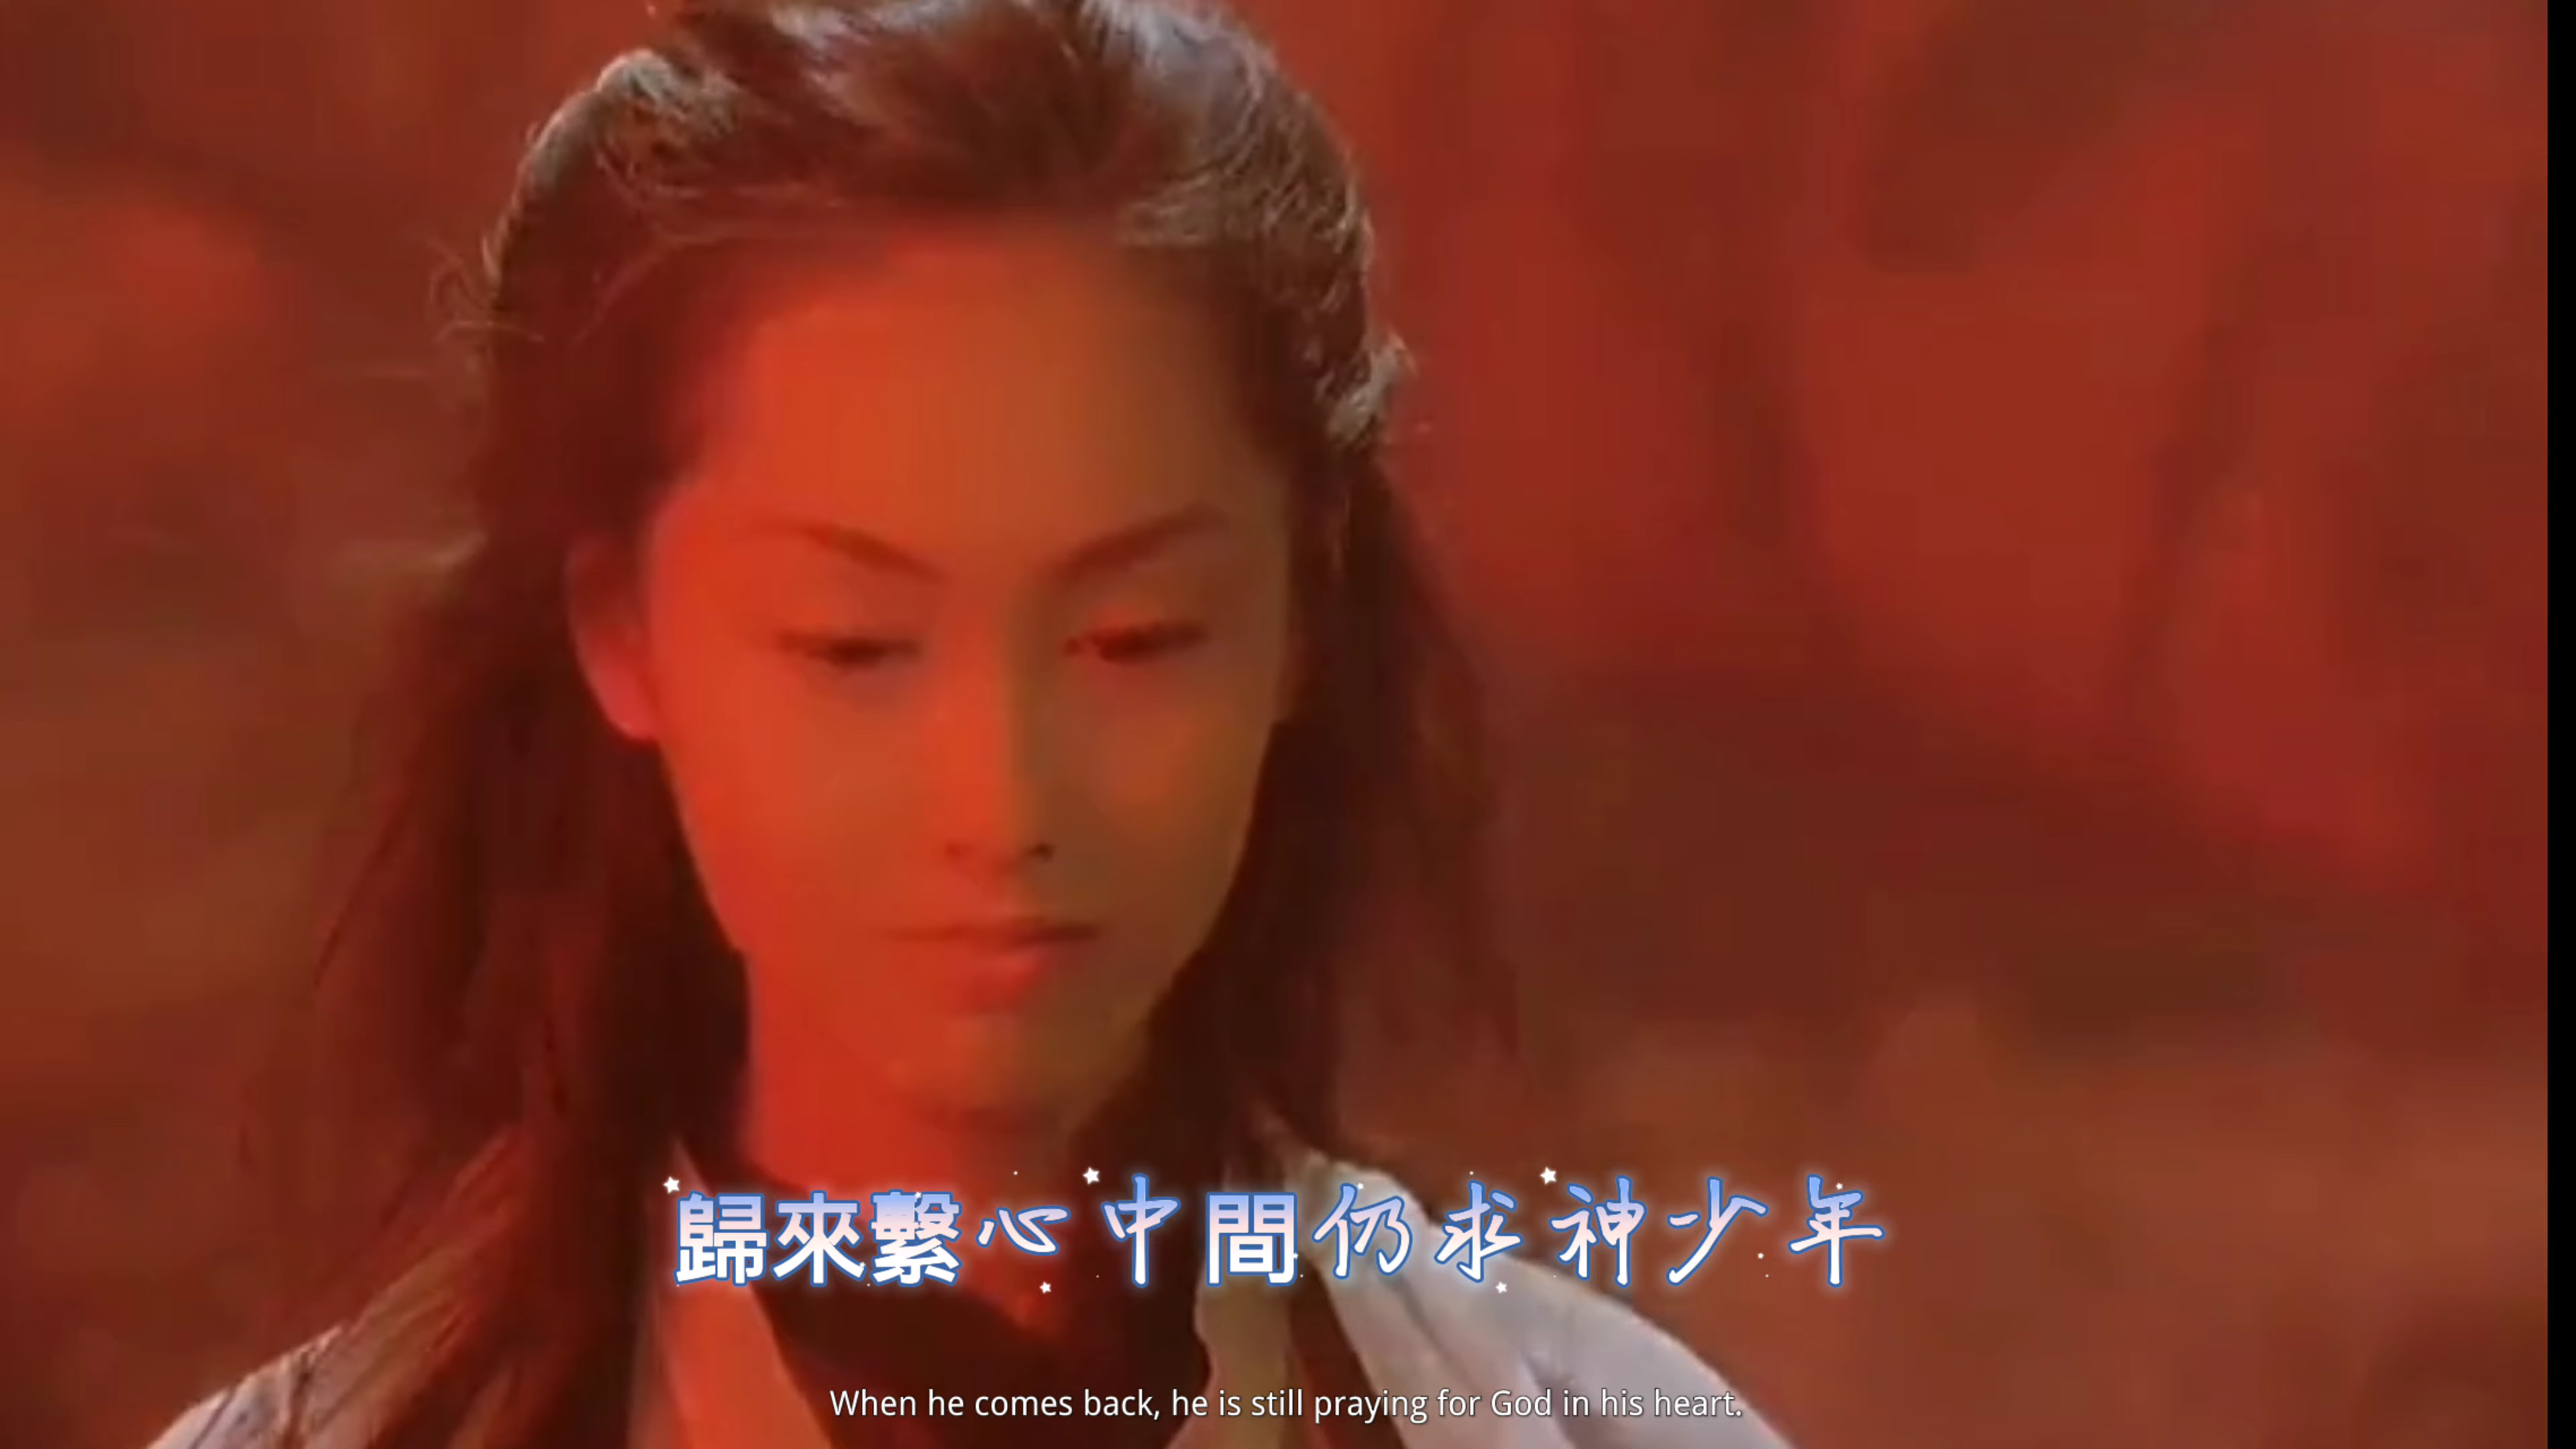 歸來繫心中間仍求神少年
When he comes back, he is still praying for God in his heart.